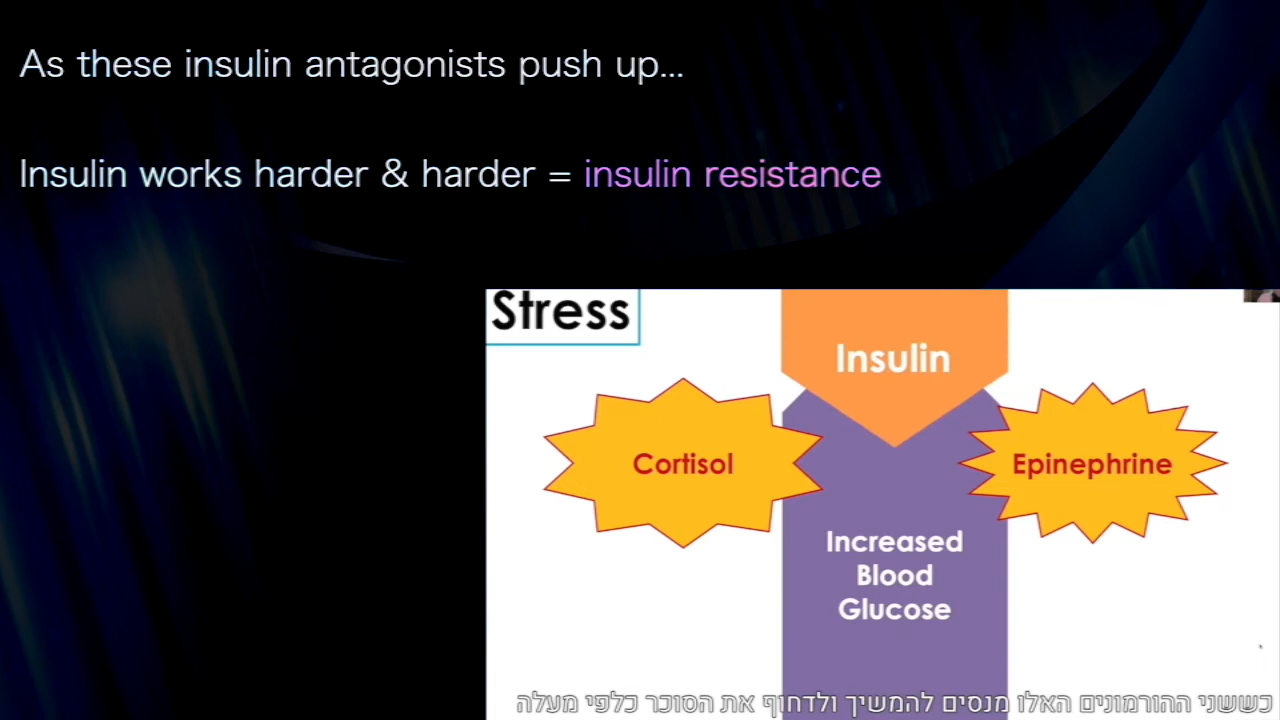 As these insulin antagonists push up...
Insulin works harder & harder = insulin resistance
Stress
Insulin
Cortisol
Epinephrine
Increased
Blood
Glucose
כששני ההורמונים האלו מנסים להמשיך ולדחוף את הסוכר כלפי מעלה